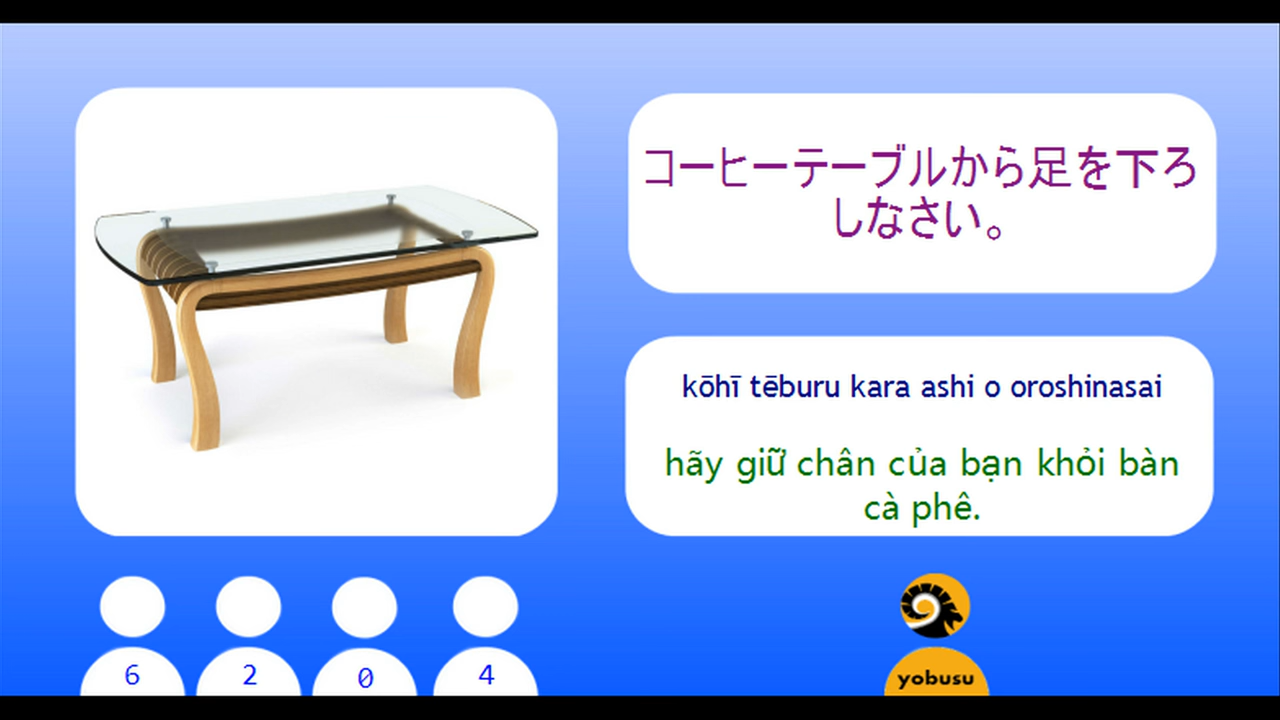 コーヒーテーブルから足を下ろ
しなさい。
kōhī tēburu kara ashi o oroshinasai
hãy giữ chân của bạn khỏi bàn
cà phê.
6 2 0 4
yobusu